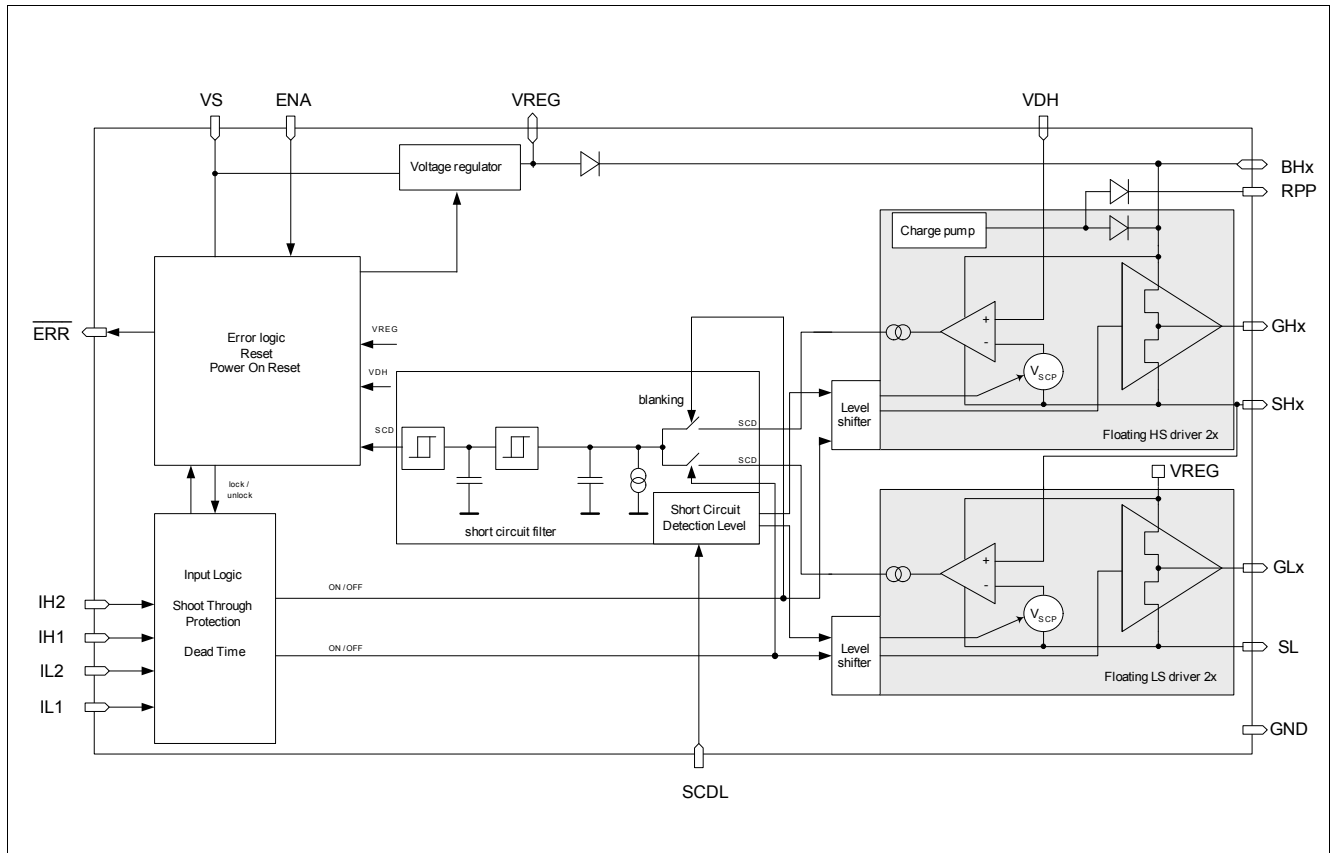 VS
ENA
VREG
VDH
Voltage regulator
BHx
RPP
Charge pump
ERR
Error logic
Reset
Power On Reset
VREG
VDH
SCD
blanking
SCD
SCD
+
-
VSCP
GHx
Level
shifter
SHx
Floating HS driver 2x
lock /
unlock
short circuit filter
Short Circuit
Detection Level
VREG
Input Logic
Shoot Through
Protection
Dead Time
ON / OFF
ON / OFF
IH2
IH1
IL2
IL1
+
-
VSCP
GLx
Level
shifter
SL
Floating LS driver 2x
GND
SCDL